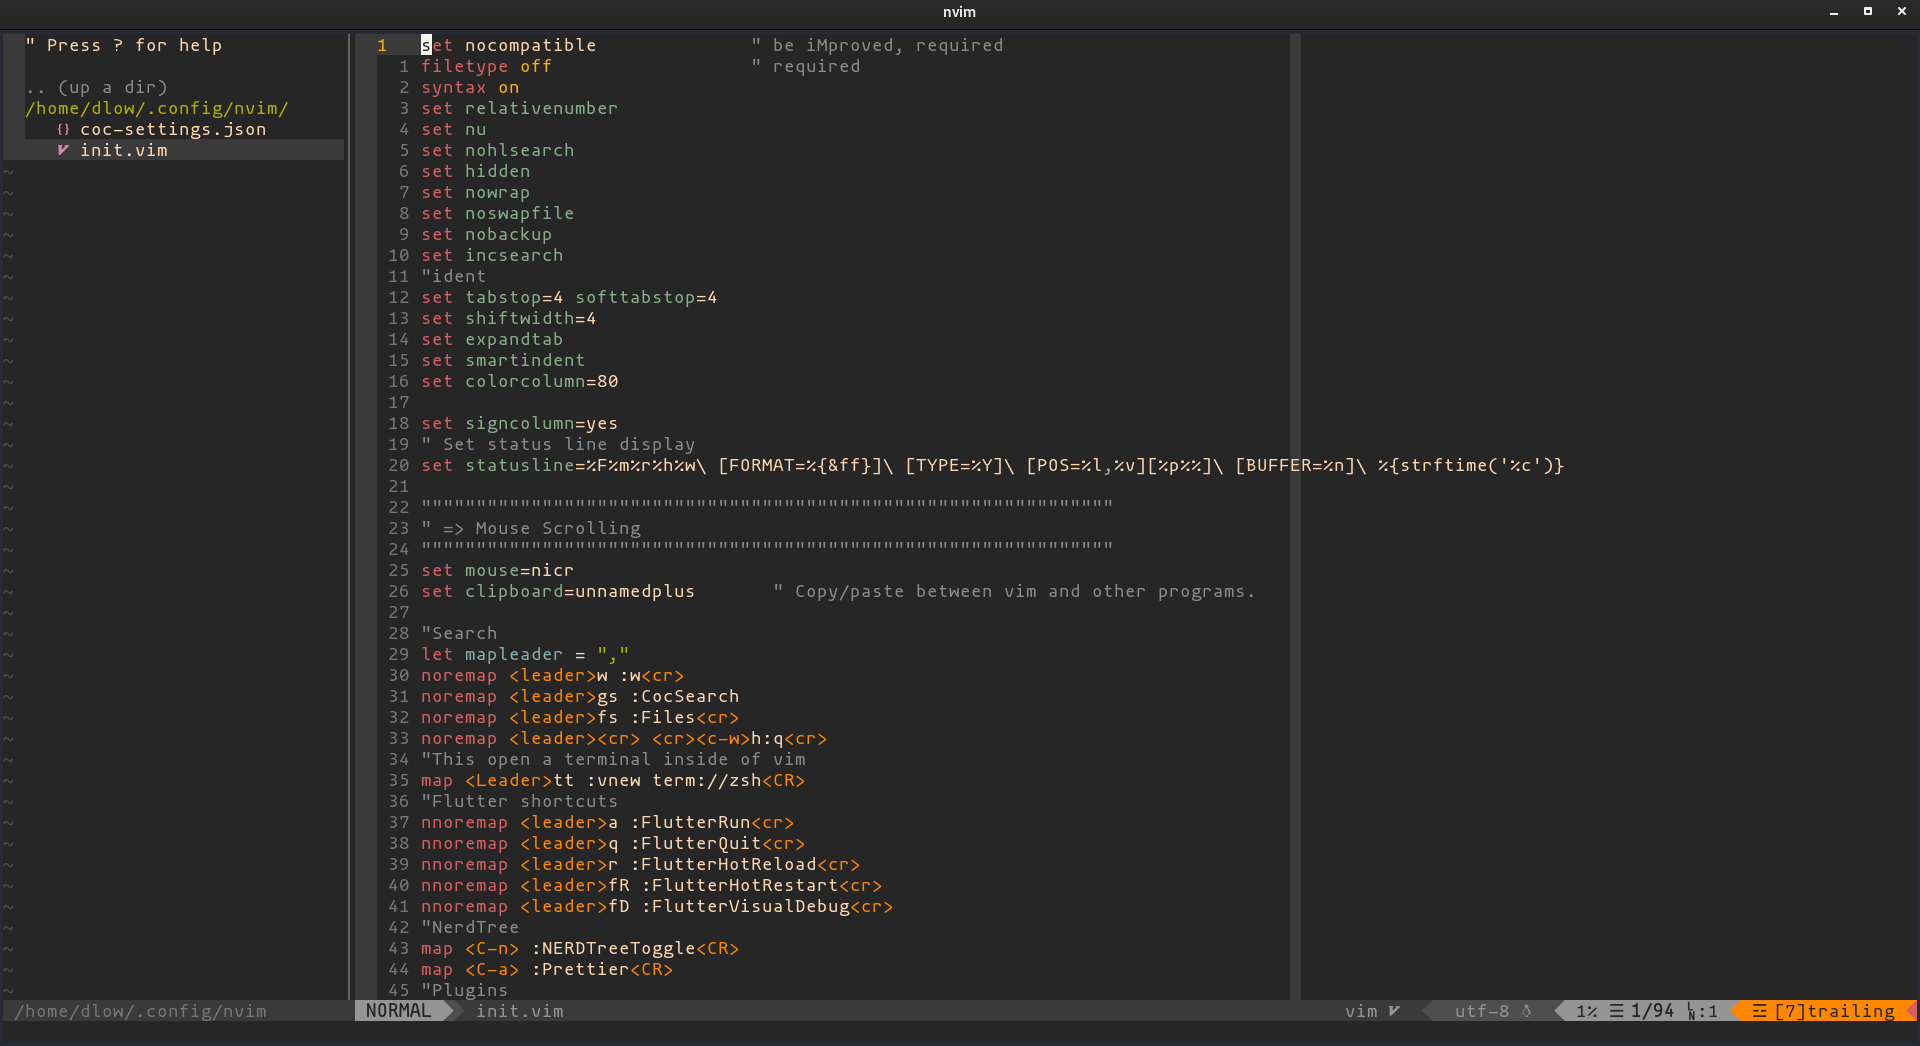 nvim
" Press ? for help
.. (up a dir)
/home/dlow/.config/nvim/
{} coc-settings.json
init.vim
1 set nocompatible " be iMproved, required
1 filetype off " required
2 syntax on
3 set relativenumber
4 set nu
5 set nohlsearch
6 set hidden
7 set nowrap
8 set noswapfile
9 set nobackup
10 set incsearch
11 "ident
12 set tabstop=4 softtabstop=4
13 set shiftwidth=4
14 set expandtab
15 set smartindent
16 set colorcolumn=80
17
18 set signcolumn=yes
19 " Set status line display
20 set statusline=%F%m%r%h%w\ [FORMAT=%{&ff}]\ [TYPE=%Y]\ [POS=%l,%v][%p%%]\ [BUFFER=%n]\ %{strftime('%c')}
21
22 """""""""""""""""""""""""""""""""""""""""""""""""""""""""""""""
23 " => Mouse Scrolling
24 """""""""""""""""""""""""""""""""""""""""""""""""""""""""""""""
25 set mouse=nicr
26 set clipboard=unnamedplus " Copy/paste between vim and other programs.
27
28 "Search
29 let mapleader = ","
30 noremap <leader>w :w<cr>
31 noremap <leader>gs :CocSearch
32 noremap <leader>fs :Files<cr>
33 noremap <leader><cr> <cr><c-w>h:q<cr>
34 "This open a terminal inside of vim
35 map <Leader>tt :vnew term://zsh<CR>
36 "Flutter shortcuts
37 nnoremap <leader>a :FlutterRun<cr>
38 nnoremap <leader>q :FlutterQuit<cr>
39 nnoremap <leader>r :FlutterHotReload<cr>
40 nnoremap <leader>fR :FlutterHotRestart<cr>
41 nnoremap <leader>fD :FlutterVisualDebug<cr>
42 "NerdTree
43 map <C-n> :NERDTreeToggle<CR>
44 map <C-a> :Prettier<CR>
45 "Plugins
/home/dlow/.config/nvim NORMAL init.vim vim utf-8 1% ☰ 1/94 ␤:1 ☲ [7]trailing